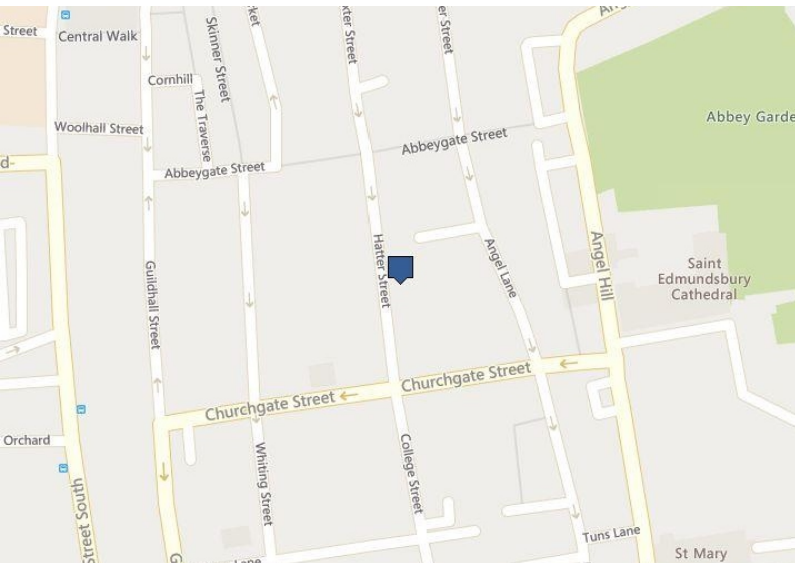 Street
Central Walk
Skinner Street
Cornhill
The Traverse
Woolhall Street
Abbeygate Street
Abbeygate Street
Abbey Garde
Hatter Street
Angel Lane
Angel Hill
Guildhall Street
Saint
Edmundsbury
Cathedral
Churchgate Street
Churchgate Street
Orchard
Whiting Street
College Street
Street South
Tuns Lane
St Mary